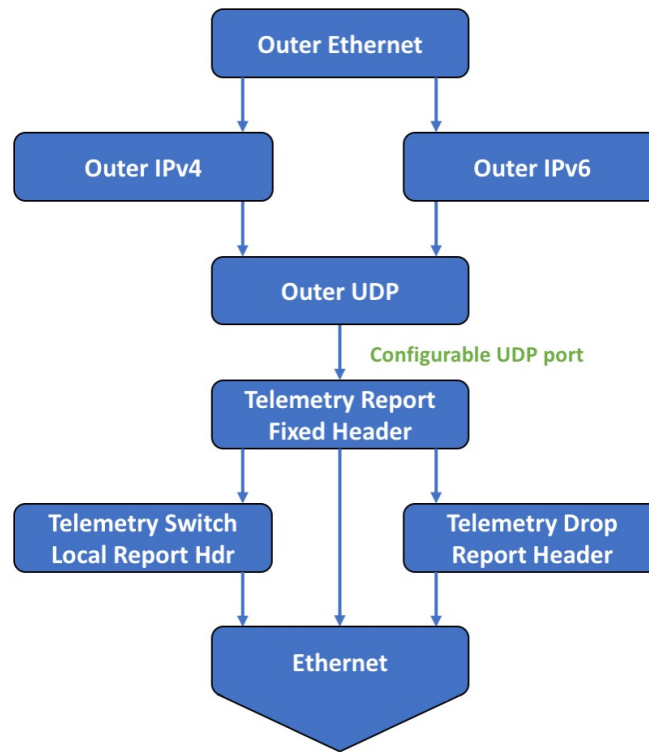 Outer Ethernet
Outer IPv4
Outer IPv6
Outer UDP
Configurable UDP port
Telemetry Report
Fixed Header
Telemetry Switch
Local Report Hdr
Telemetry Drop
Report Header
Ethernet